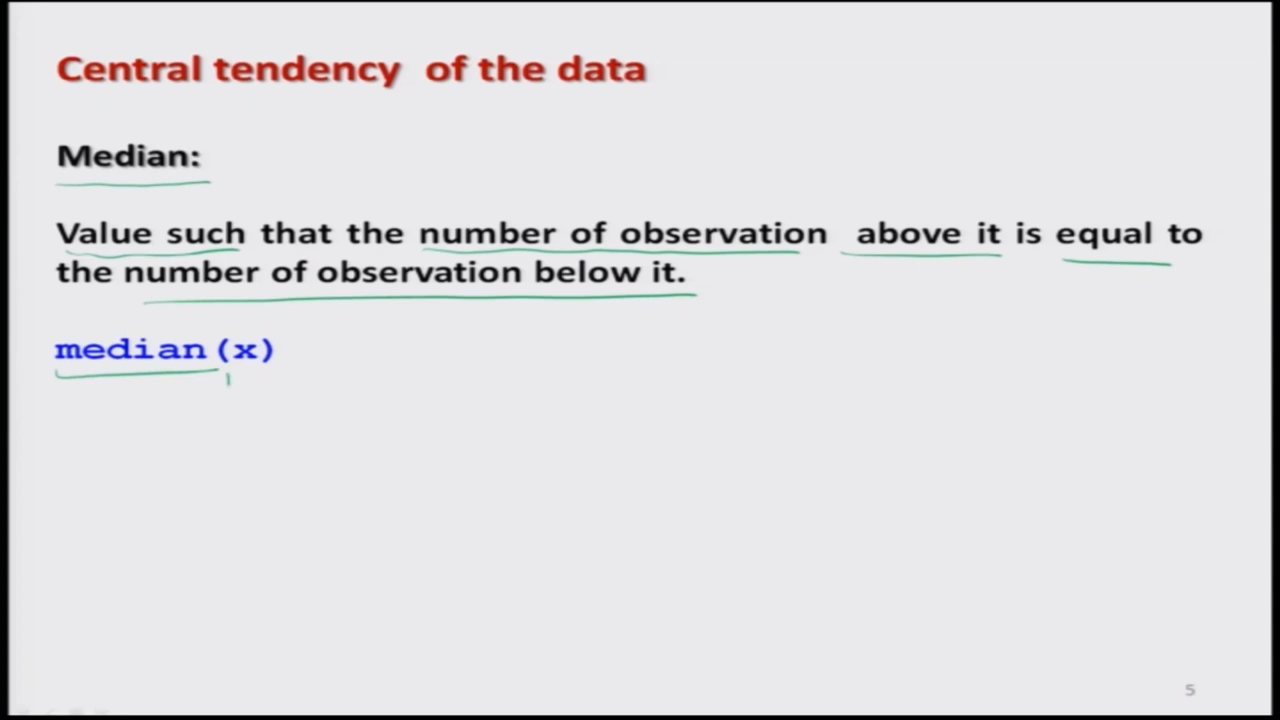 Central tendency of the data
Median:
Value such that the number of observation above it is equal to
the number of observation below it.
median(x)
5